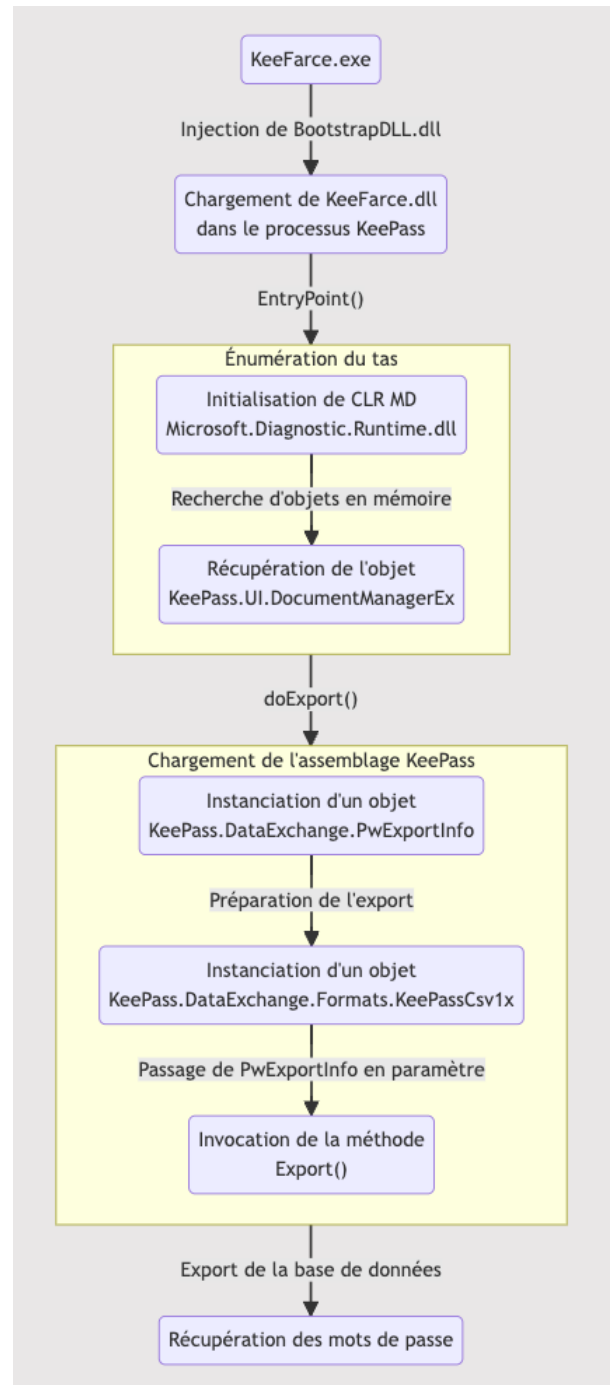 KeeFarce.exe
Injection de BootstrapDLL.dll
Chargement de KeeFarce.dll
dans le processus KeePass
EntryPoint()
Énumération du tas
Initialisation de CLR MD
Microsoft.Diagnostic.Runtime.dll
Recherche d'objets en mémoire
Récupération de l'objet
KeePass.UI.DocumentManagerEx
doExport()
Chargement de l'assemblage KeePass
Instanciation d'un objet
KeePass.DataExchange.PwExportInfo
Préparation de l'export
Instanciation d'un objet
KeePass.DataExchange.Formats.KeePassCsv1x
Passage de PwExportInfo en paramètre
Invocation de la méthode
Export()
Export de la base de données
Récupération des mots de passe